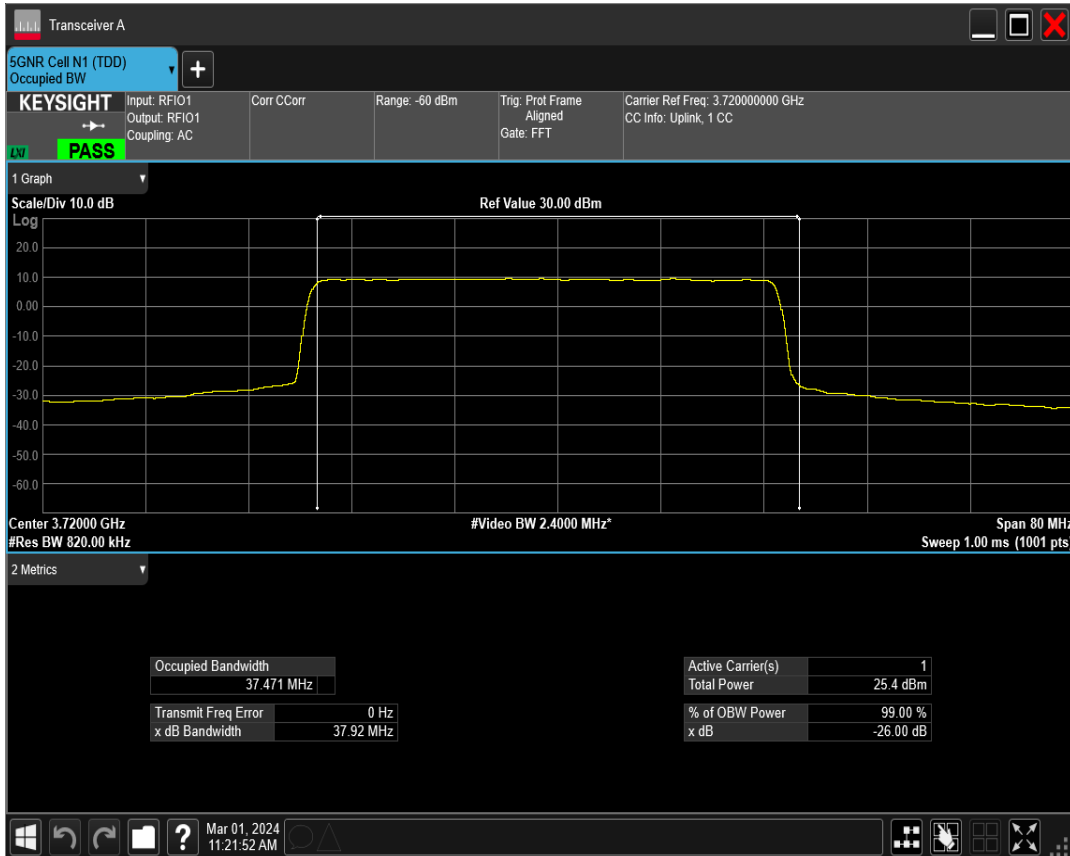 Transceiver A
5GNR Cell N1 (TDD)
Occupied BW
+
KEYSIGHT
LXI
PASS
Input: RFIO1
Output: RFIO1
Coupling: AC
Corr CCorr
Range: -60 dBm
Trig: Prot Frame
Aligned
Gate: FFT
Carrier Ref Freq: 3.720000000 GHz
CC Info: Uplink, 1 CC
1 Graph
Scale/Div 10.0 dB
Ref Value 30.00 dBm
Log
20.0
10.0
0.00
-10.0
-20.0
-30.0
-40.0
-50.0
-60.0
Center 3.72000 GHz
#Video BW 2.4000 MHz*
Span 80 MHz
#Res BW 820.00 kHz
Sweep 1.00 ms (1001 pts)
2 Metrics
Occupied Bandwidth
37.471 MHz
Transmit Freq Error 0 Hz
x dB Bandwidth 37.92 MHz
Active Carrier(s) 1
Total Power 25.4 dBm
% of OBW Power 99.00 %
x dB -26.00 dB
?
Mar 01, 2024
11:21:52 AM